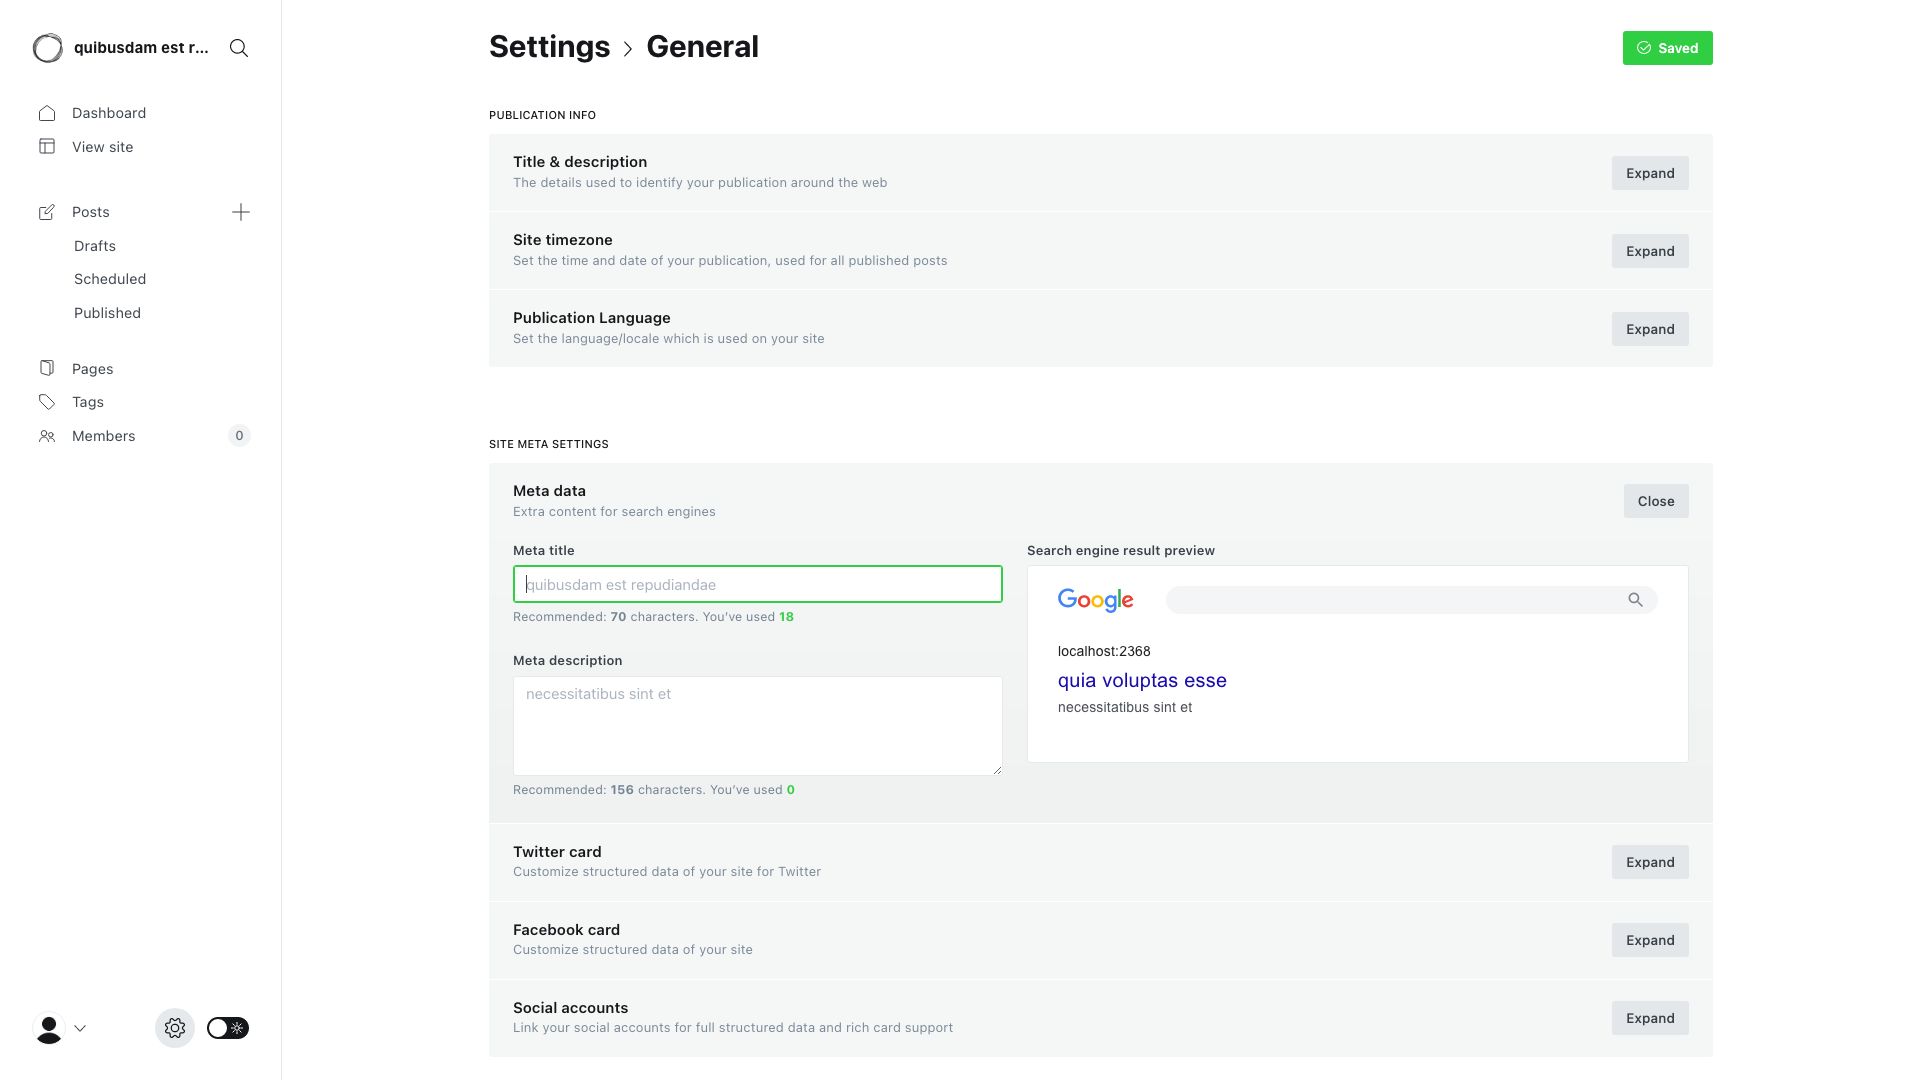 quibusdam est r...
Dashboard
View site
Posts
Drafts
Scheduled
Published
Pages
Tags
Members
0
Settings
General
Saved
PUBLICATION INFO
Title & description
The details used to identify your publication around the web
Expand
Site timezone
Set the time and date of your publication, used for all published posts
Expand
Publication Language
Set the language/locale which is used on your site
Expand
SITE META SETTINGS
Meta data
Extra content for search engines
Close
Meta title
quibusdam est repudiandae
Recommended: 70 characters. You've used 18
Meta description
necessitatibus sint et
Recommended: 156 characters. You've used 0
Search engine result preview
Google
localhost:2368
quia voluptas esse
necessitatibus sint et
Twitter card
Customize structured data of your site for Twitter
Expand
Facebook card
Customize structured data of your site
Expand
Social accounts
Link your social accounts for full structured data and rich card support
Expand